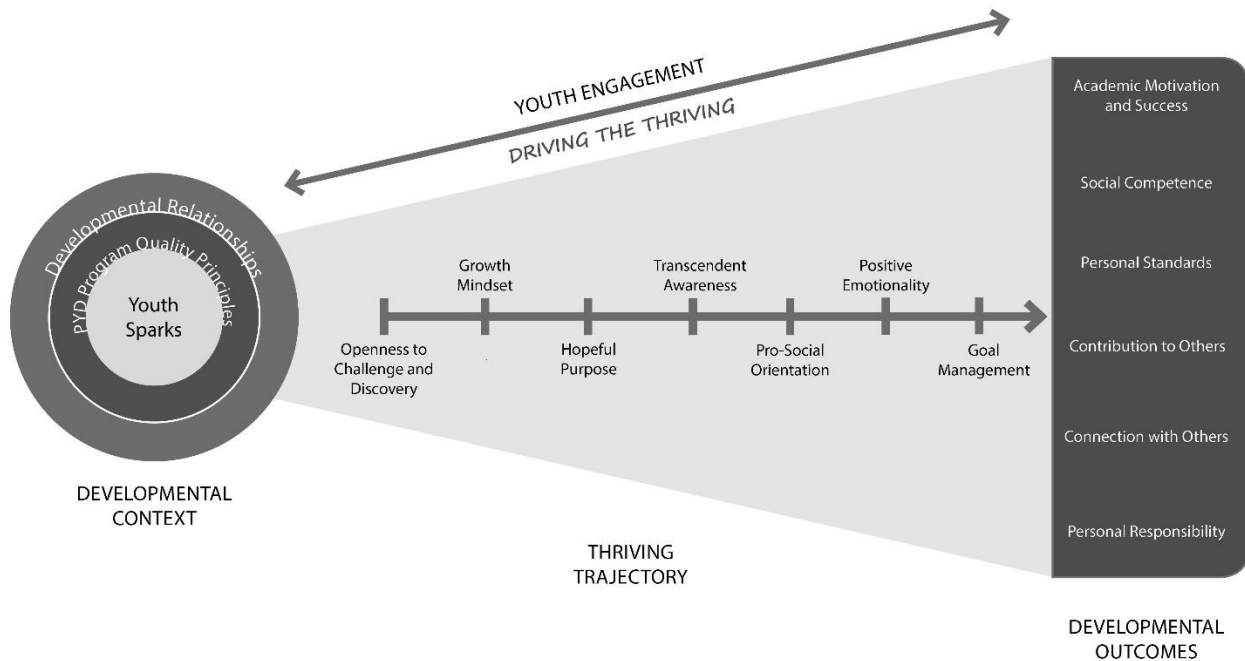 YOUTH ENGAGEMENT
DRIVING THE THRIVING
Developmental Relationships
PYD Program Quality Principles
Youth
Sparks
DEVELOPMENTAL
CONTEXT
Growth
Mindset
Transcendent
Awareness
Positive
Emotionality
Openness to
Challenge and
Discovery
Hopeful
Purpose
Pro-Social
Orientation
Goal
Management
THRIVING
TRAJECTORY
Academic Motivation
and Success
Social Competence
Personal Standards
Contribution to Others
Connection with Others
Personal Responsibility
DEVELOPMENTAL
OUTCOMES